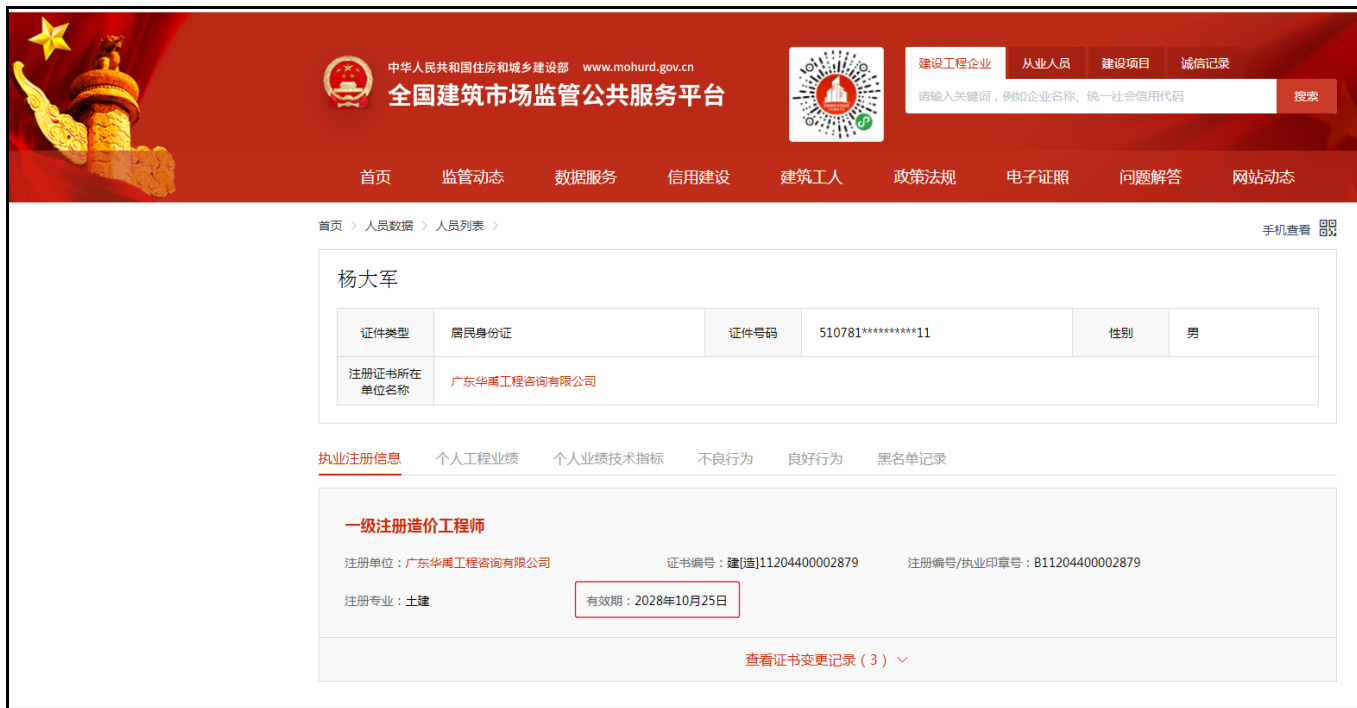 中华人民共和国住房和城乡建设部 www.mohurd.gov.cn
全国建筑市场监管公共服务平台
建设工程企业 从业人员 建设项目 诚信记录
请输入关键词，例如企业名称、统一社会信用代码 搜索
首页 监管动态 数据服务 信用建设 建筑工人 政策法规 电子证照 问题解答 网站动态
首页 > 人员数据 > 人员列表 >
手机查看
杨大军
证件类型 居民身份证 证件号码 510781**********11 性别 男
注册证书所在
单位名称
广东华禹工程咨询有限公司
执业注册信息 个人工程业绩 个人业绩技术指标 不良行为 良好行为 黑名单记录
一级注册造价工程师
注册单位：广东华禹工程咨询有限公司 证书编号：建[造]11204400002879 注册编号/执业印章号：B11204400002879
注册专业：土建 有效期：2028年10月25日
查看证书变更记录（3）